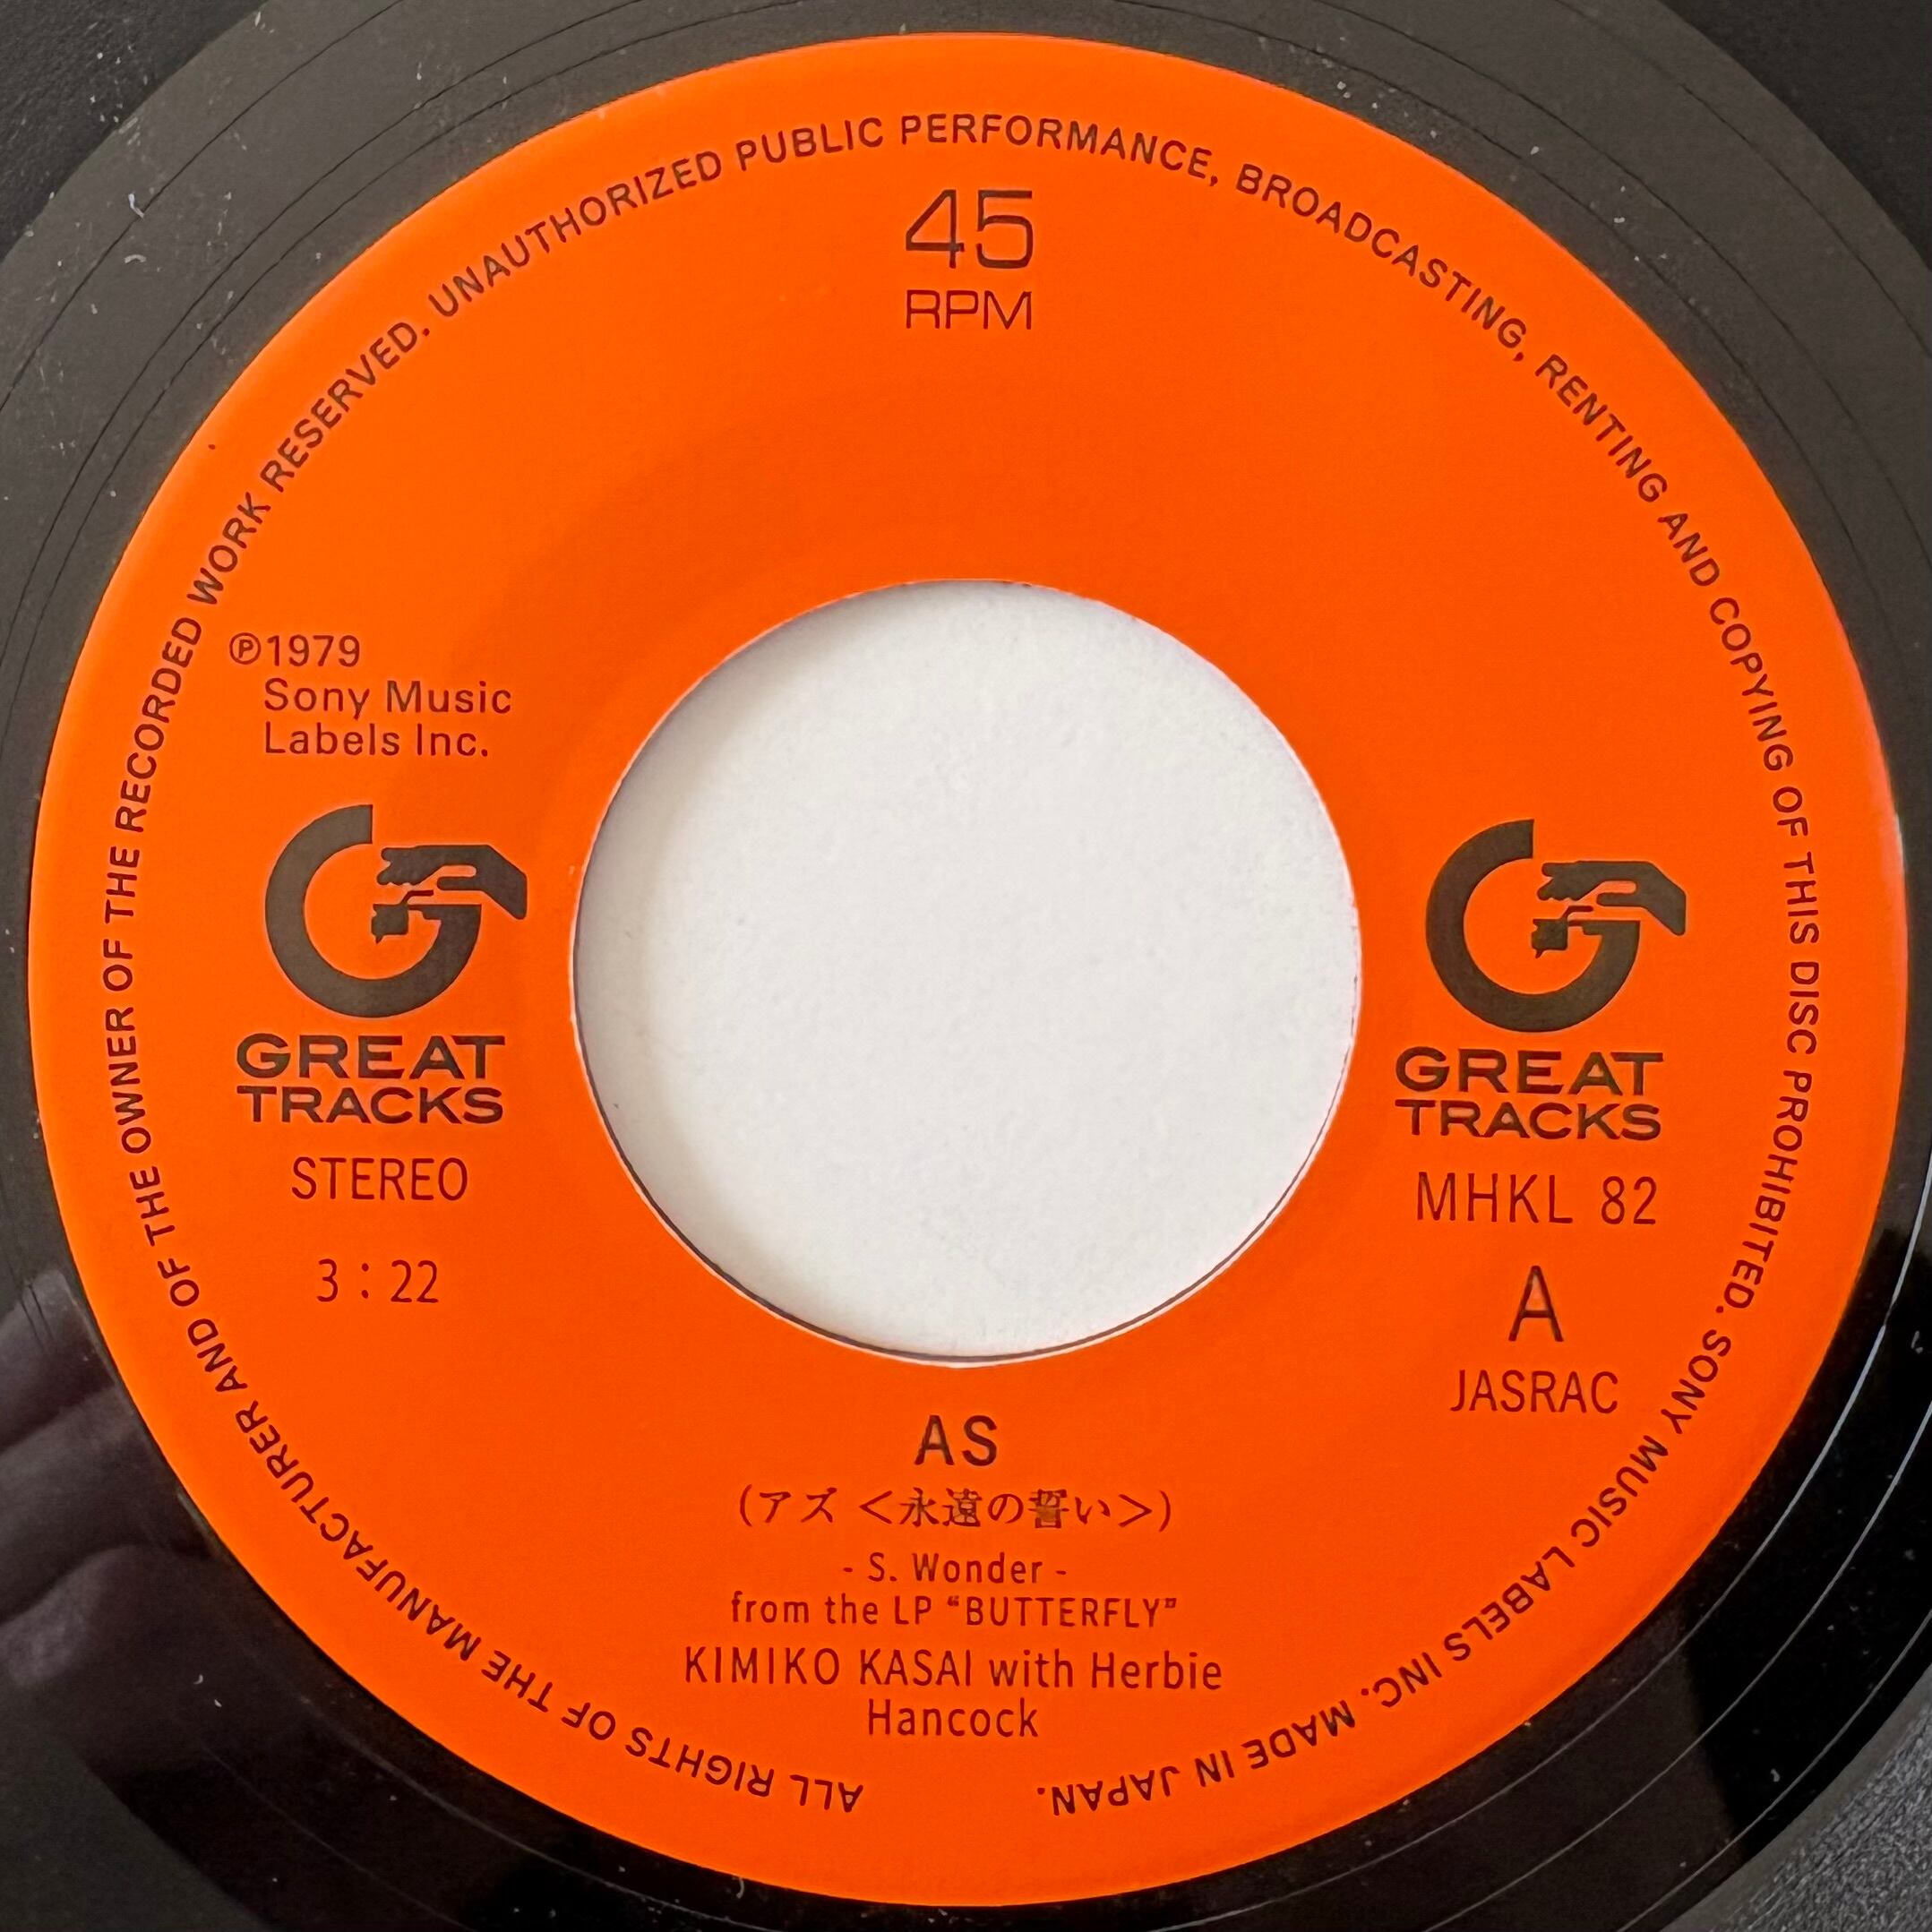 ALL RIGHTS OF THE MANUFACTURER AND OF THE OWNER OF THE RECORDED WORK RESERVED. UNAUTHORIZED PUBLIC PERFORMANCE, BROADCASTING, RENTING AND COPYING OF THIS DISC PROHIBITED. SONY MUSIC LABELS INC. MADE IN JAPAN.
45
RPM
℗1979
Sony Music
Labels Inc.
GREAT
TRACKS
STEREO
3:22
GREAT
TRACKS
MHKL 82
A
JASRAC
AS
(アズ <永遠の誓い>)
- S. Wonder -
from the LP "BUTTERFLY"
KIMIKO KASAI with Herbie
Hancock